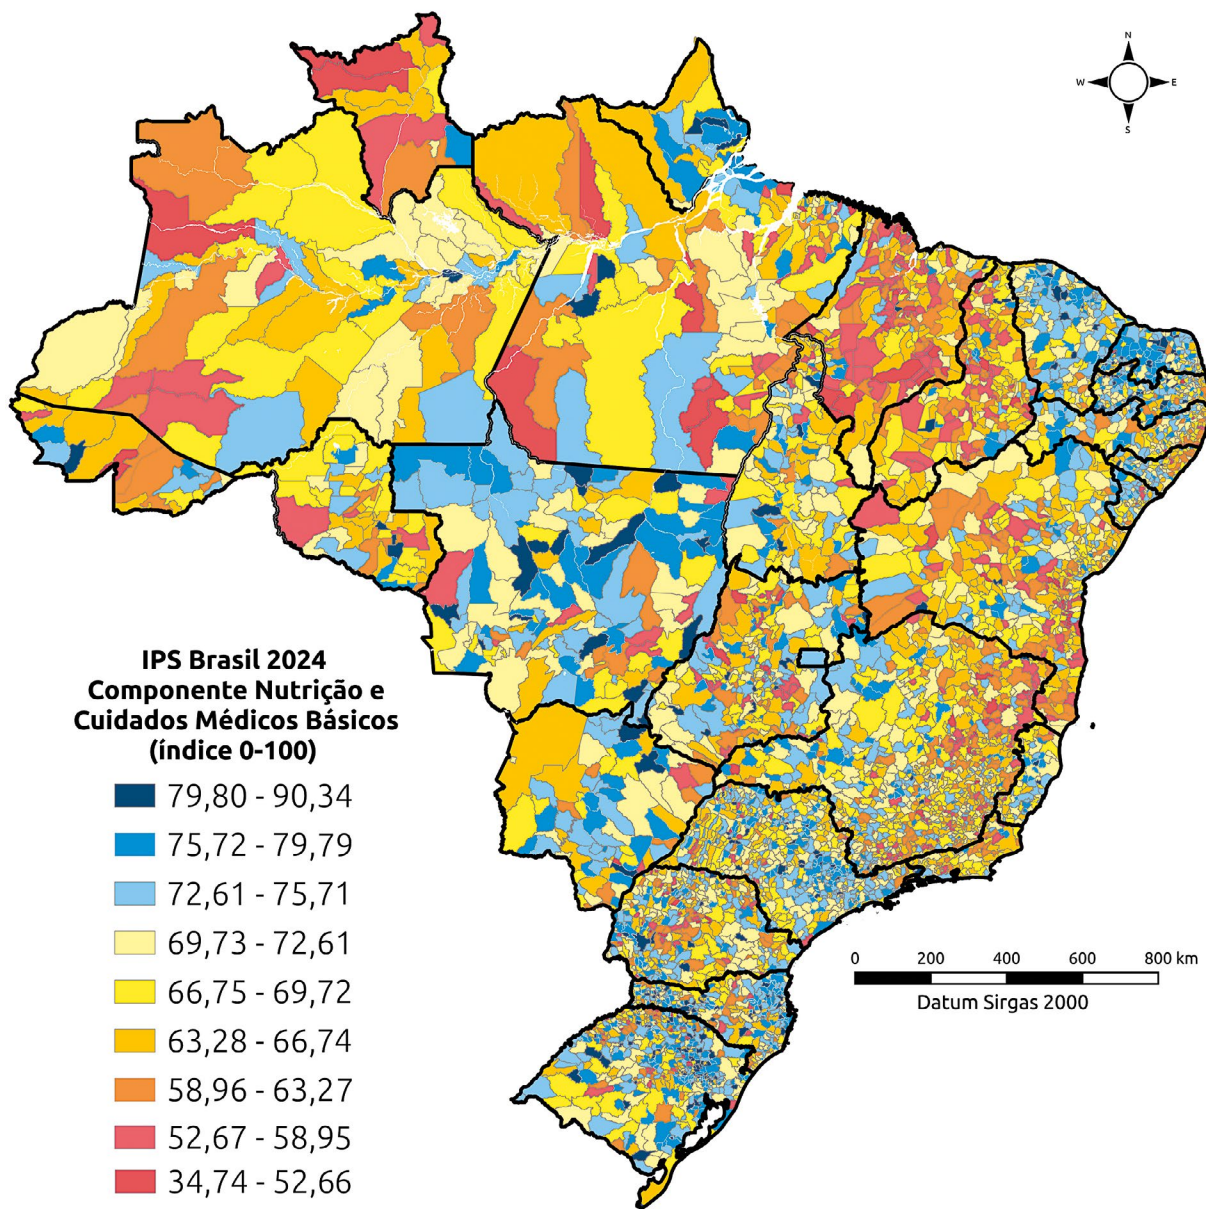 N
W E
S
IPS Brasil 2024
Componente Nutrição e
Cuidados Médicos Básicos
(índice 0-100)
79,80 - 90,34
75,72 - 79,79
72,61 - 75,71
69,73 - 72,61
66,75 - 69,72
63,28 - 66,74
58,96 - 63,27
52,67 - 58,95
34,74 - 52,66
0 200 400 600 800 km
Datum Sirgas 2000